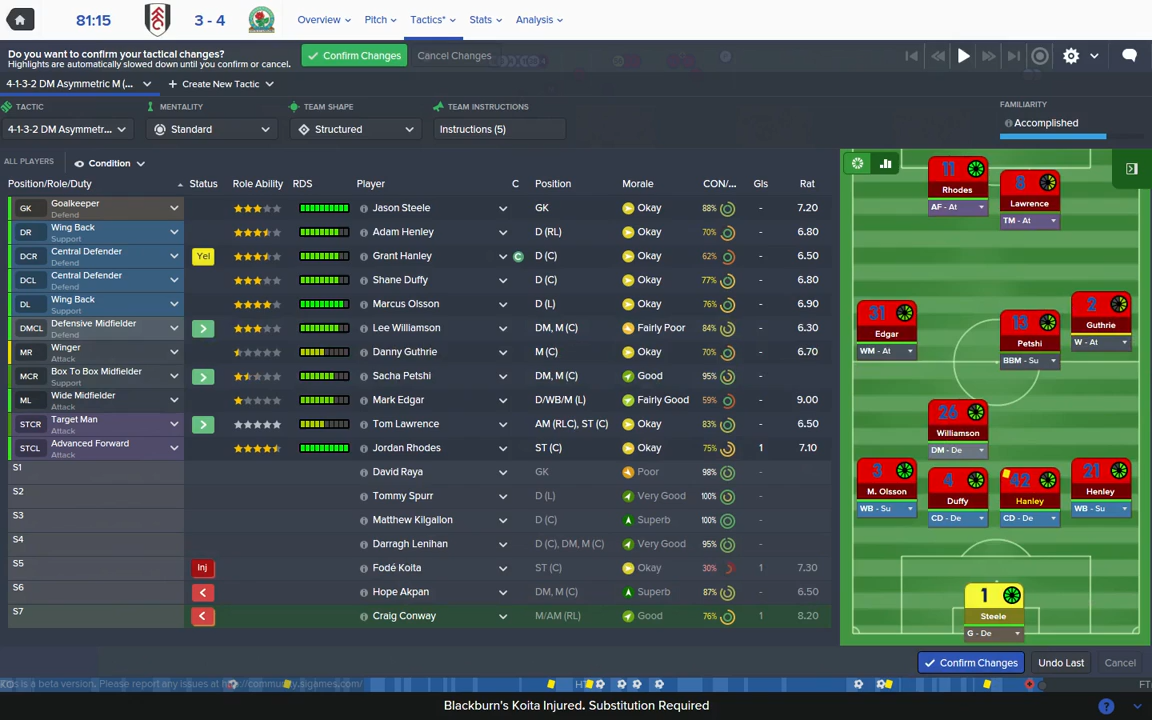 81:15 3 - 4 Overview Pitch Tactics* Stats Analysis
Do you want to confirm your tactical changes?
Highlights are automatically slowed down until you confirm or cancel.
Confirm Changes Cancel Changes
4-1-3-2 DM Asymmetric M (... + Create New Tactic
TACTIC MENTALITY TEAM SHAPE TEAM INSTRUCTIONS FAMILIARITY
4-1-3-2 DM Asymmetr... Standard Structured Instructions (5) Accomplished
ALL PLAYERS Condition
Position/Role/Duty Status Role Ability RDS Player C Position Morale CON/... Gls Rat
GK Goalkeeper Defend Jason Steele GK Okay 88% - 7.20
DR Wing Back Support Adam Henley D (RL) Okay 70% - 6.80
DCR Central Defender Defend Yel Grant Hanley C D (C) Okay 62% - 6.50
DCL Central Defender Defend Shane Duffy D (C) Okay 77% - 6.80
DL Wing Back Support Marcus Olsson D (L) Okay 76% - 6.90
DMCL Defensive Midfielder Defend Lee Williamson DM, M (C) Fairly Poor 84% - 6.30
MR Winger Attack Danny Guthrie M (C) Okay 70% - 6.70
MCR Box To Box Midfielder Support Sacha Petshi DM, M (C) Good 95% -
ML Wide Midfielder Attack Mark Edgar D/WB/M (L) Fairly Good 59% - 9.00
STCR Target Man Attack Tom Lawrence AM (RLC), ST (C) Okay 83% - 6.50
STCL Advanced Forward Attack Jordan Rhodes ST (C) Okay 75% 1 7.10
S1 David Raya GK Poor 98% -
S2 Tommy Spurr D (L) Very Good 100% -
S3 Matthew Kilgallon D (C) Superb 100% -
S4 Darragh Lenihan D (C), DM, M (C) Very Good 95% -
S5 Inj Fodé Koita ST (C) Okay 30% 1 7.30
S6 Hope Akpan DM, M (C) Superb 87% - 6.50
S7 Craig Conway M/AM (RL) Good 76% 1 8.20
11 Rhodes AF - At
8 Lawrence TM - At
31 Edgar WM - At
13 Petshi BBM - Su
2 Guthrie W - At
26 Williamson DM - De
3 M. Olsson WB - Su
4 Duffy CD - De
42 Hanley CD - De
21 Henley WB - Su
1 Steele G - De
Confirm Changes Undo Last Cancel
is a beta version. Please report any issues at http://community.sigames.com/ HT FT
Blackburn's Koita Injured. Substitution Required